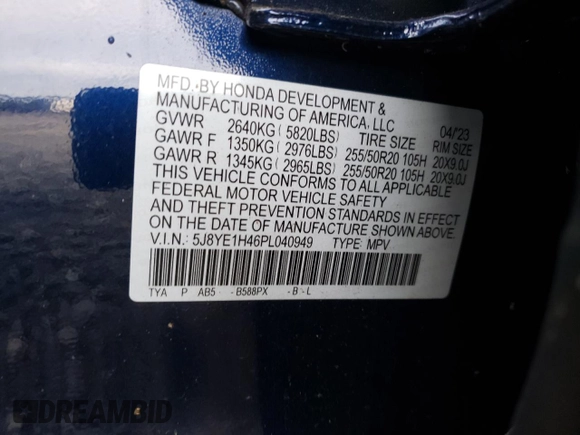 MFD. BY HONDA DEVELOPMENT &
MANUFACTURING OF AMERICA, LLC 04/23
GVWR 2640KG ( 5820LBS) TIRE SIZE RIM SIZE
GAWR F 1350KG ( 2976LBS) 255/50R20 105H 20X9.0J
GAWR R 1345KG ( 2965LBS) 255/50R20 105H 20X9.0J
THIS VEHICLE CONFORMS TO ALL APPLICABLE
FEDERAL MOTOR VEHICLE SAFETY
AND THEFT PREVENTION STANDARDS IN EFFECT
ON THE DATE OF MANUFACTURE SHOWN ABOVE.
V.I.N.: 5J8YE1H46PL040949 TYPE: MPV
TYA P AB5 - B588PX - B - L
DREAMBID